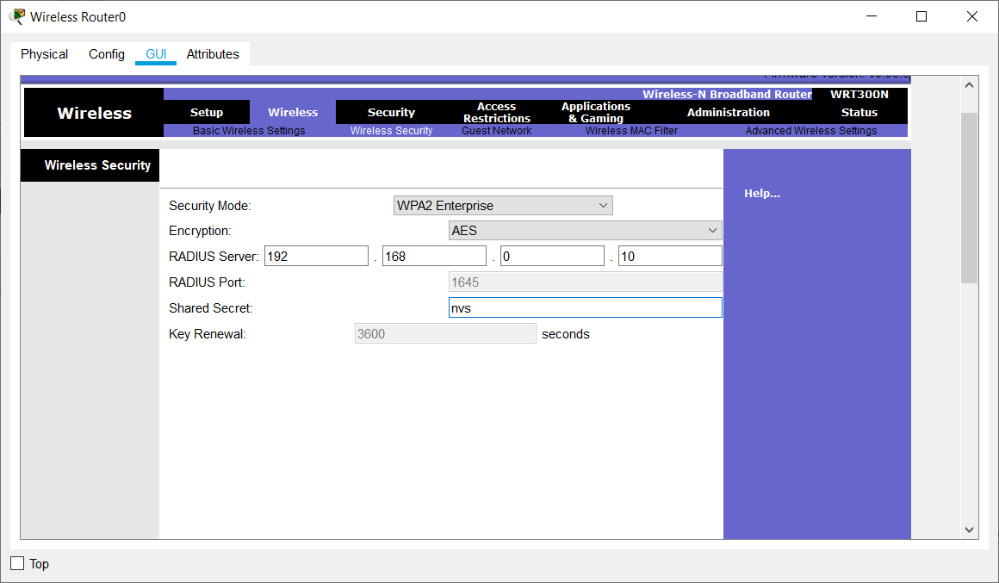 Wireless Router0
Physical Config GUI Attributes
Wireless-N Broadband Router WRT300N
Wireless
Setup Wireless Security Access Restrictions Applications & Gaming Administration Status
Basic Wireless Settings Wireless Security Guest Network Wireless MAC Filter Advanced Wireless Settings
Wireless Security
Help...
Security Mode: WPA2 Enterprise
Encryption: AES
RADIUS Server: 192 . 168 . 0 . 10
RADIUS Port: 1645
Shared Secret: nvs
Key Renewal: 3600 seconds
Top